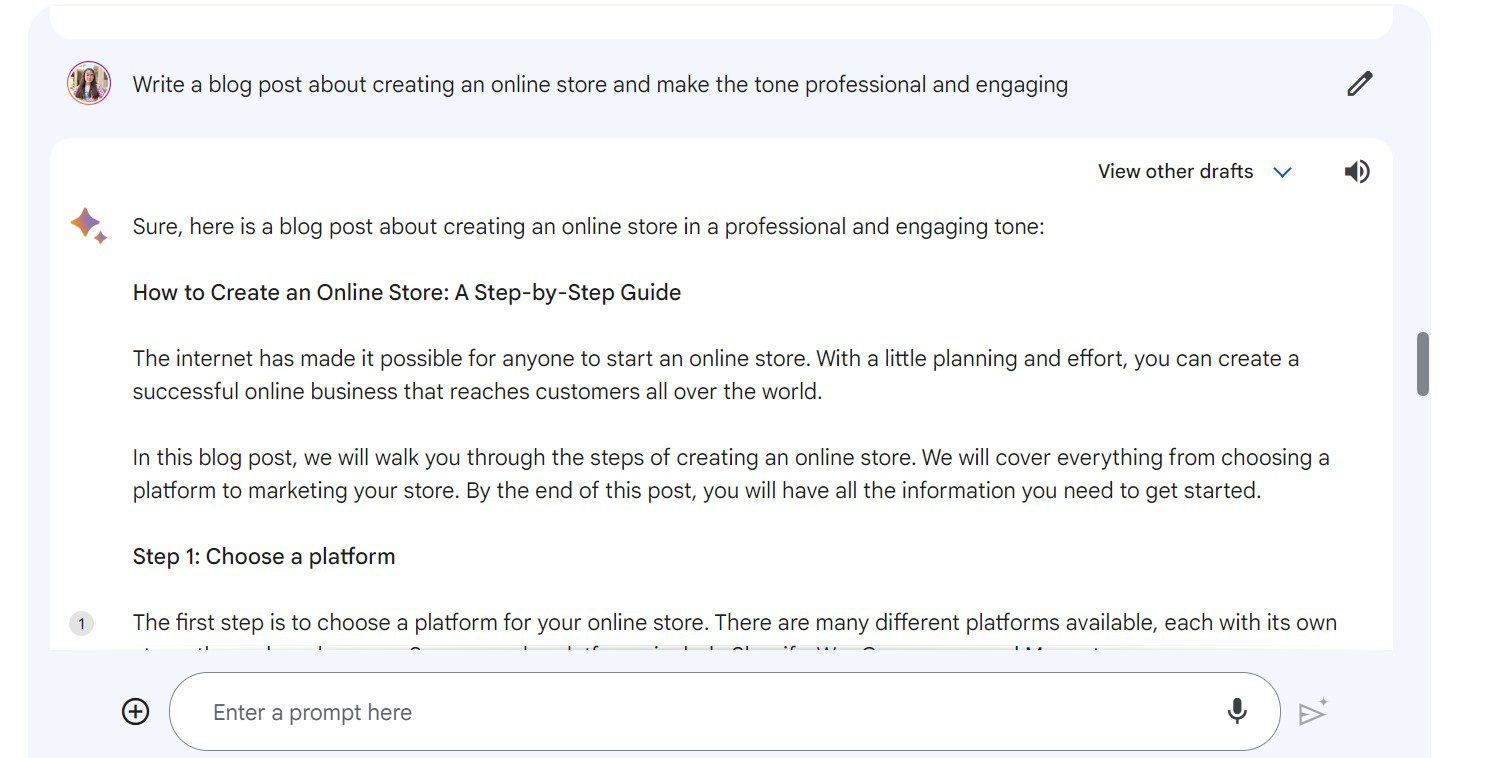 Write a blog post about creating an online store and make the tone professional and engaging
View other drafts
Sure, here is a blog post about creating an online store in a professional and engaging tone:
How to Create an Online Store: A Step-by-Step Guide
The internet has made it possible for anyone to start an online store. With a little planning and effort, you can create a
successful online business that reaches customers all over the world.
In this blog post, we will walk you through the steps of creating an online store. We will cover everything from choosing a
platform to marketing your store. By the end of this post, you will have all the information you need to get started.
Step 1: Choose a platform
1 The first step is to choose a platform for your online store. There are many different platforms available, each with its own
Enter a prompt here